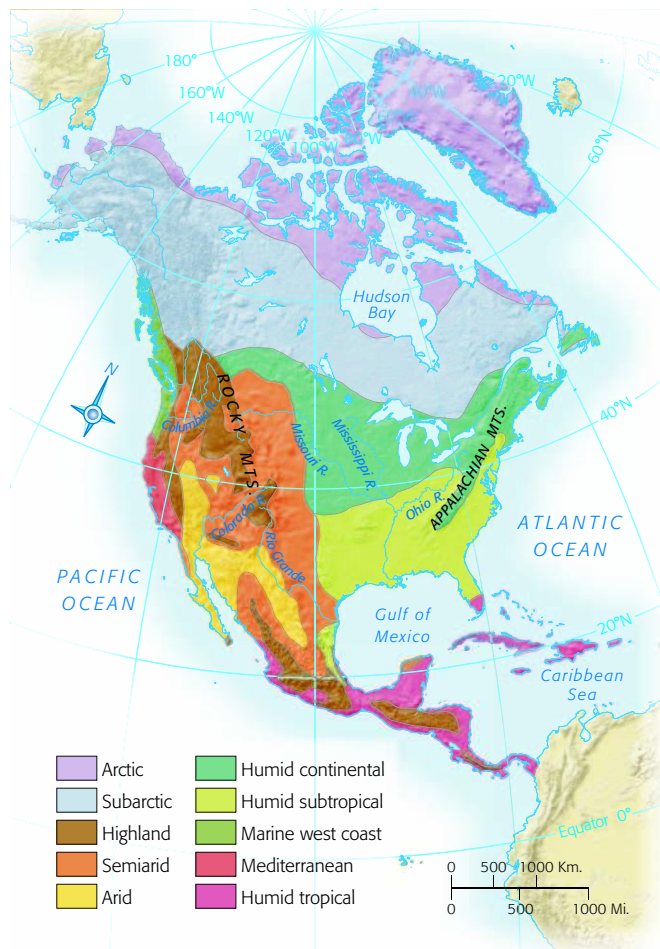 180°
160°W
140°W
120°W
100°W
20°W
60°N
Hudson
Bay
N
ROCKY MTS.
Columbia R.
Missouri R.
Mississippi R.
40°N
APPALACHIAN MTS.
Ohio R.
Colorado R.
Rio Grande
ATLANTIC
OCEAN
PACIFIC
OCEAN
Gulf of
Mexico
20°N
Caribbean
Sea
Arctic
Subarctic
Highland
Semiarid
Arid
Humid continental
Humid subtropical
Marine west coast
Mediterranean
Humid tropical
Equator 0°
0 500 1000 Km.
0 500 1000 Mi.